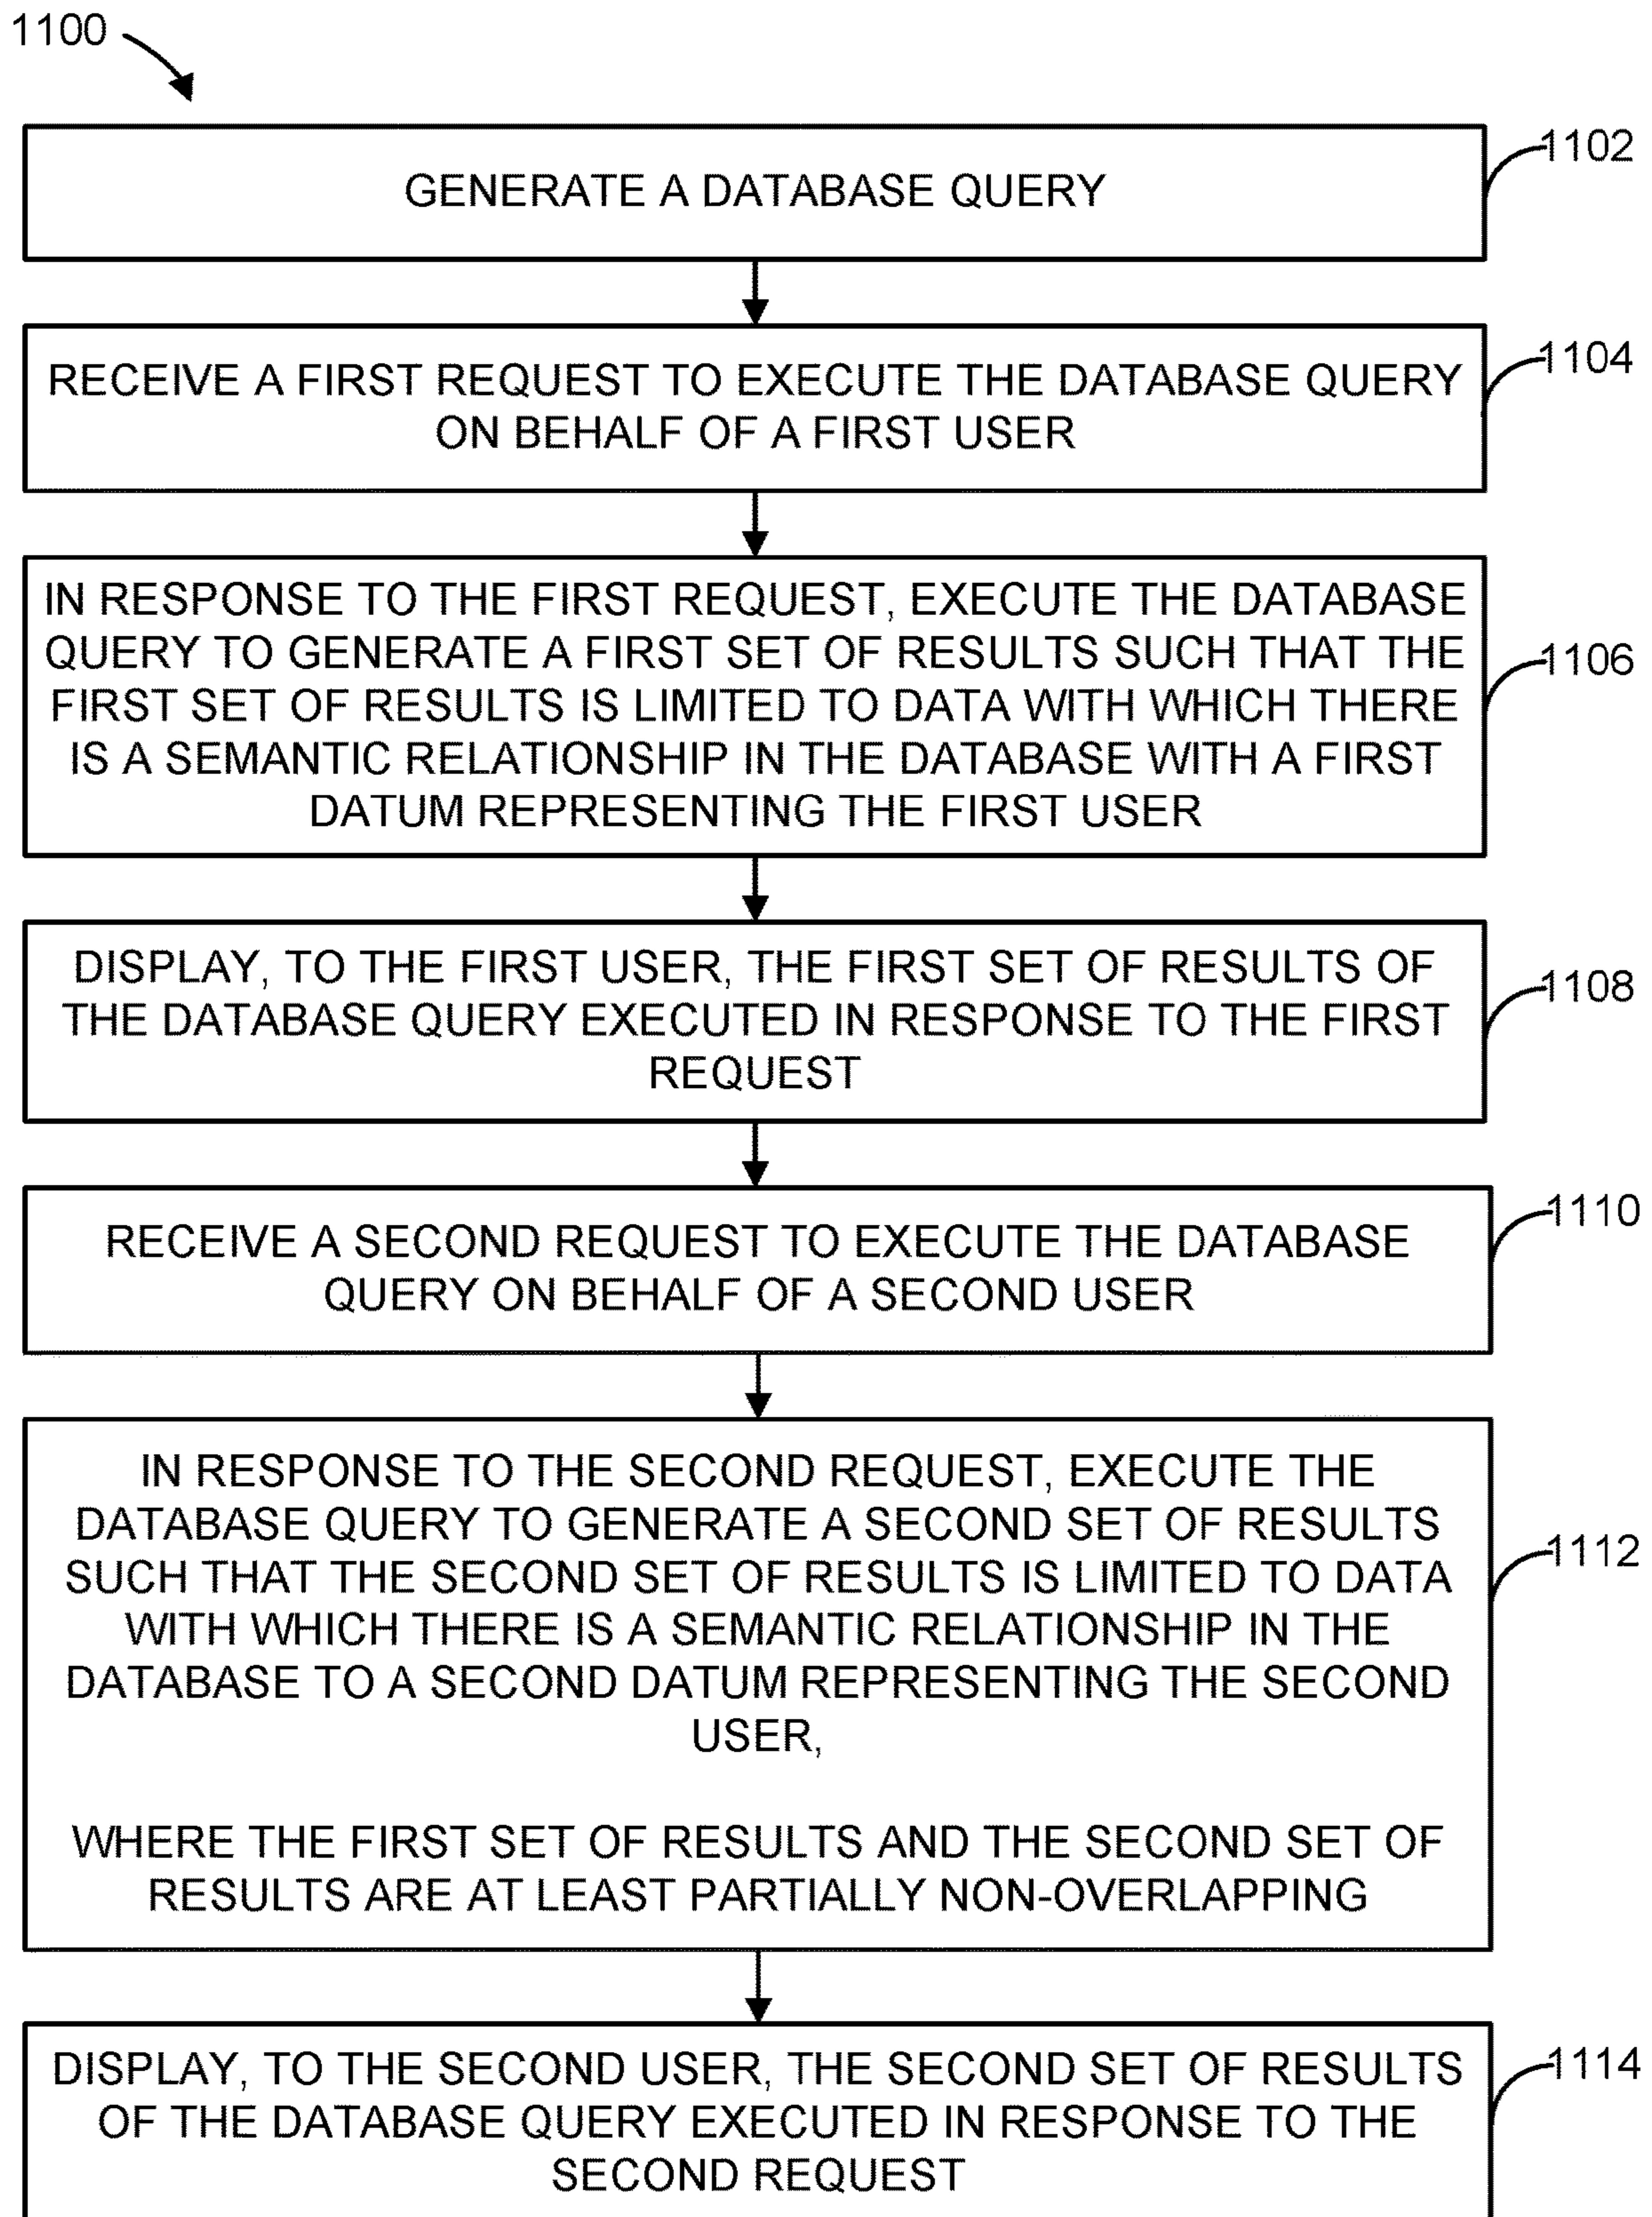 1100
GENERATE A DATABASE QUERY
1102
RECEIVE A FIRST REQUEST TO EXECUTE THE DATABASE QUERY
ON BEHALF OF A FIRST USER
1104
IN RESPONSE TO THE FIRST REQUEST, EXECUTE THE DATABASE
QUERY TO GENERATE A FIRST SET OF RESULTS SUCH THAT THE
FIRST SET OF RESULTS IS LIMITED TO DATA WITH WHICH THERE
IS A SEMANTIC RELATIONSHIP IN THE DATABASE WITH A FIRST
DATUM REPRESENTING THE FIRST USER
1106
DISPLAY, TO THE FIRST USER, THE FIRST SET OF RESULTS OF
THE DATABASE QUERY EXECUTED IN RESPONSE TO THE FIRST
REQUEST
1108
RECEIVE A SECOND REQUEST TO EXECUTE THE DATABASE
QUERY ON BEHALF OF A SECOND USER
1110
IN RESPONSE TO THE SECOND REQUEST, EXECUTE THE
DATABASE QUERY TO GENERATE A SECOND SET OF RESULTS
SUCH THAT THE SECOND SET OF RESULTS IS LIMITED TO DATA
WITH WHICH THERE IS A SEMANTIC RELATIONSHIP IN THE
DATABASE TO A SECOND DATUM REPRESENTING THE SECOND
USER,
WHERE THE FIRST SET OF RESULTS AND THE SECOND SET OF
RESULTS ARE AT LEAST PARTIALLY NON-OVERLAPPING
1112
DISPLAY, TO THE SECOND USER, THE SECOND SET OF RESULTS
OF THE DATABASE QUERY EXECUTED IN RESPONSE TO THE
SECOND REQUEST
1114